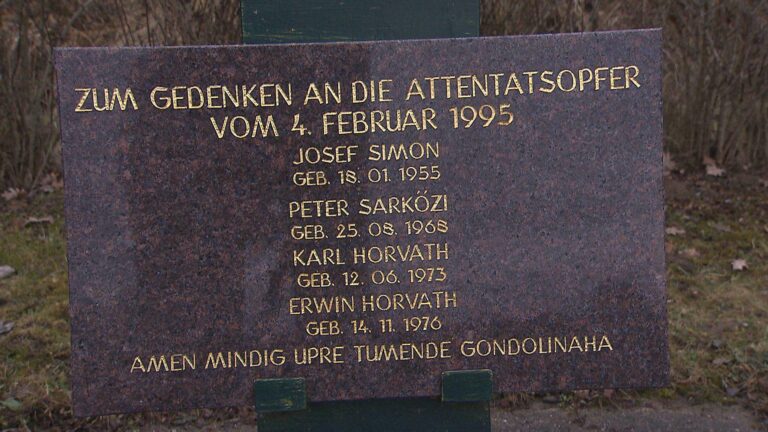 ZUM GEDENKEN AN DIE ATTENTATSOPFER
VOM 4. FEBRUAR 1995
JOSEF SIMON
GEB. 18. 01. 1955
PETER SARKÖZI
GEB. 25. 08. 1968
KARL HORVATH
GEB. 12. 06. 1973
ERWIN HORVATH
GEB. 14. 11. 1976
AMEN MINDIG UPRE TUMENDE GONDOLINAHA